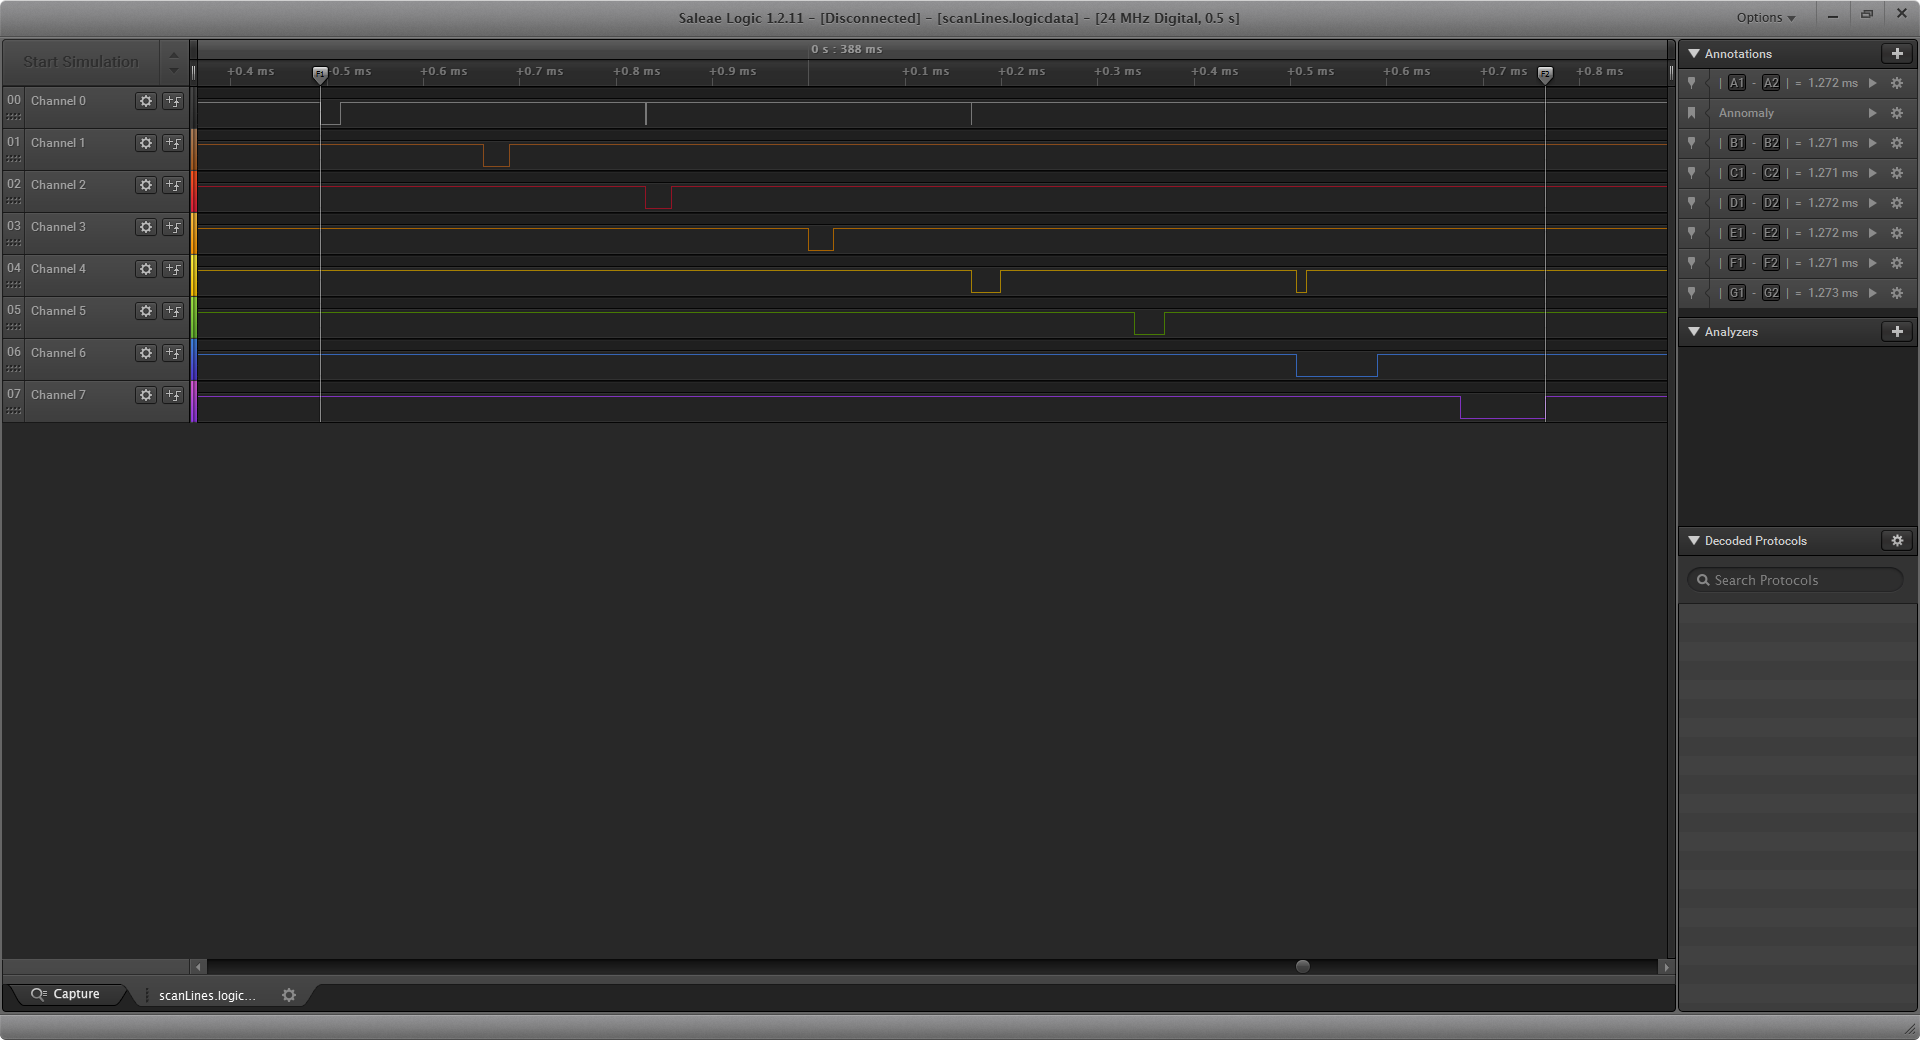 Saleae Logic 1.2.11 - [Disconnected] - [scanLines.logicdata] - [24 MHz Digital, 0.5 s]
Options
Start Simulation
0 s : 388 ms
+0.4 ms +0.5 ms +0.6 ms +0.7 ms +0.8 ms +0.9 ms +0.1 ms +0.2 ms +0.3 ms +0.4 ms +0.5 ms +0.6 ms +0.7 ms +0.8 ms
F1 F2
00 Channel 0
01 Channel 1
02 Channel 2
03 Channel 3
04 Channel 4
05 Channel 5
06 Channel 6
07 Channel 7
Annotations
| A1 - A2 | = 1.272 ms
Annomaly
| B1 - B2 | = 1.271 ms
| C1 - C2 | = 1.271 ms
| D1 - D2 | = 1.272 ms
| E1 - E2 | = 1.272 ms
| F1 - F2 | = 1.271 ms
| G1 - G2 | = 1.273 ms
Analyzers
Decoded Protocols
Search Protocols
Capture
scanLines.logic...